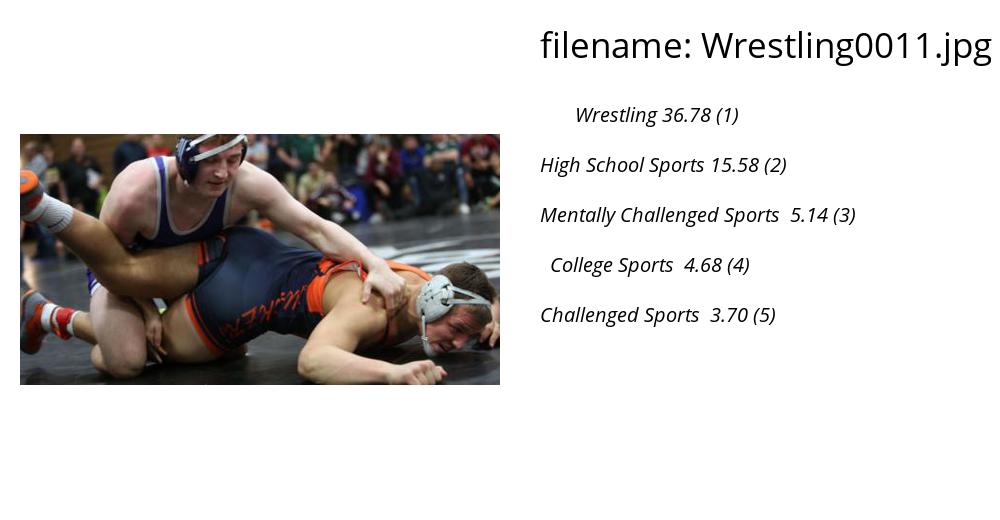 filename: Wrestling0011.jpg
Wrestling 36.78 (1)
High School Sports 15.58 (2)
Mentally Challenged Sports 5.14 (3)
College Sports 4.68 (4)
Challenged Sports 3.70 (5)